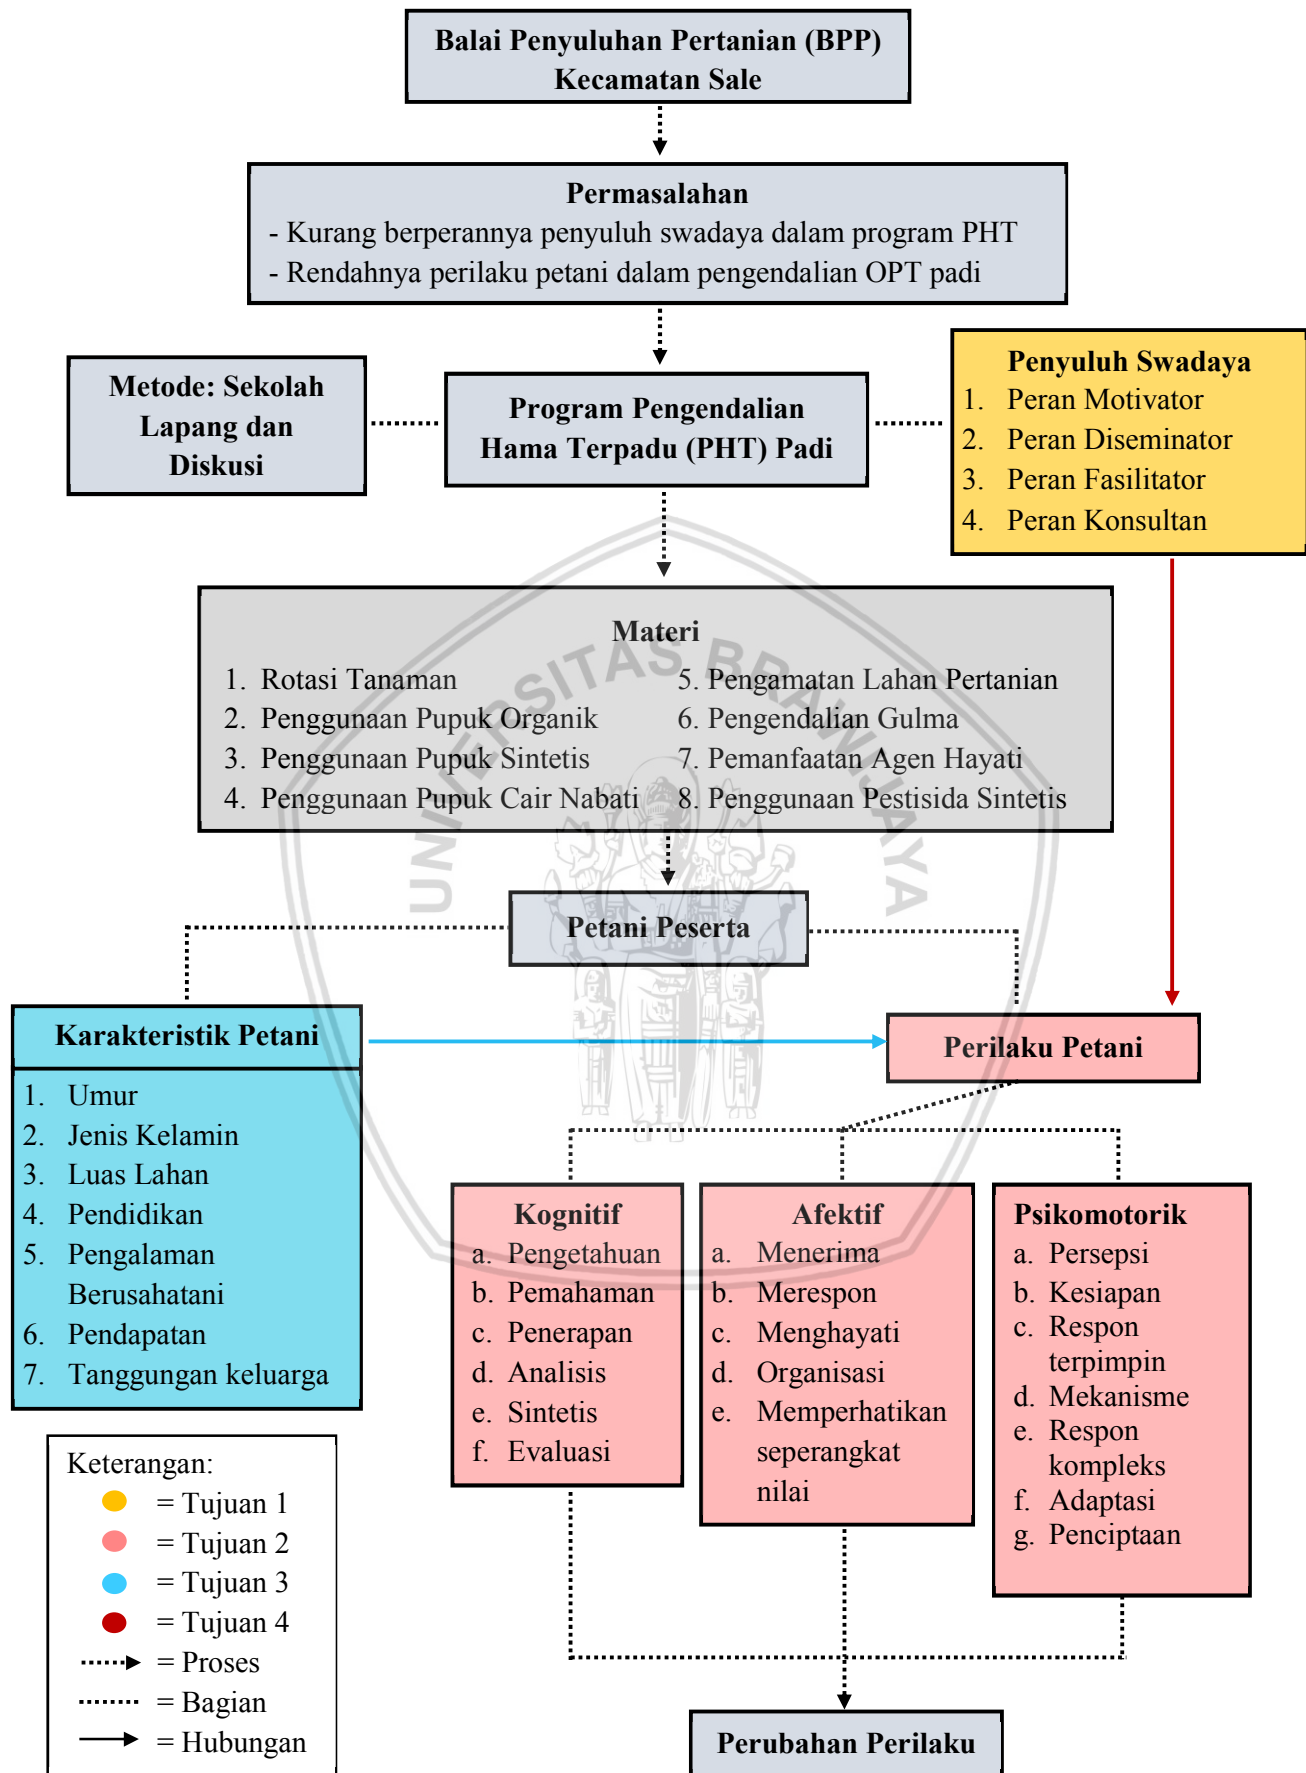 Balai Penyuluhan Pertanian (BPP)
Kecamatan Sale
Permasalahan
- Kurang berperannya penyuluh swadaya dalam program PHT
- Rendahnya perilaku petani dalam pengendalian OPT padi
Metode: Sekolah
Lapang dan
Diskusi
Program Pengendalian
Hama Terpadu (PHT) Padi
Penyuluh Swadaya
1. Peran Motivator
2. Peran Diseminator
3. Peran Fasilitator
4. Peran Konsultan
Materi
1. Rotasi Tanaman
2. Penggunaan Pupuk Organik
3. Penggunaan Pupuk Sintetis
4. Penggunaan Pupuk Cair Nabati
5. Pengamatan Lahan Pertanian
6. Pengendalian Gulma
7. Pemanfaatan Agen Hayati
8. Penggunaan Pestisida Sintetis
UNIVERSITAS BRAWIJAYA
Petani Peserta
Karakteristik Petani
1. Umur
2. Jenis Kelamin
3. Luas Lahan
4. Pendidikan
5. Pengalaman
Berusahatani
6. Pendapatan
7. Tanggungan keluarga
Perilaku Petani
Kognitif
a. Pengetahuan
b. Pemahaman
c. Penerapan
d. Analisis
e. Sintetis
f. Evaluasi
Afektif
a. Menerima
b. Merespon
c. Menghayati
d. Organisasi
e. Memperhatikan
seperangkat
nilai
Psikomotorik
a. Persepsi
b. Kesiapan
c. Respon
terpimpin
d. Mekanisme
e. Respon
kompleks
f. Adaptasi
g. Penciptaan
Keterangan:
= Tujuan 1
= Tujuan 2
= Tujuan 3
= Tujuan 4
= Proses
= Bagian
= Hubungan
Perubahan Perilaku